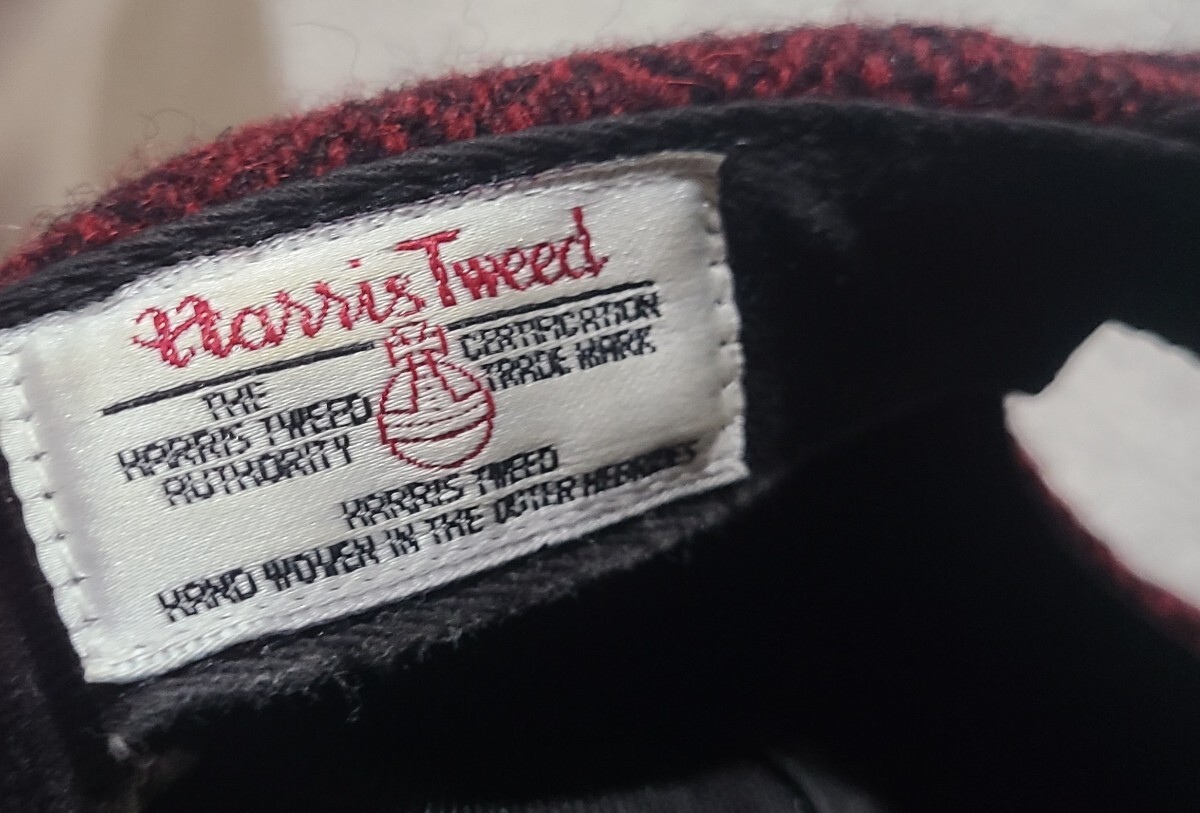 Harris Tweed
THE
HARRIS TWEED
AUTHORITY
CERTIFICATION
TRADE MARK
HARRIS TWEED
HAND WOVEN IN THE OUTER HEBRIDES